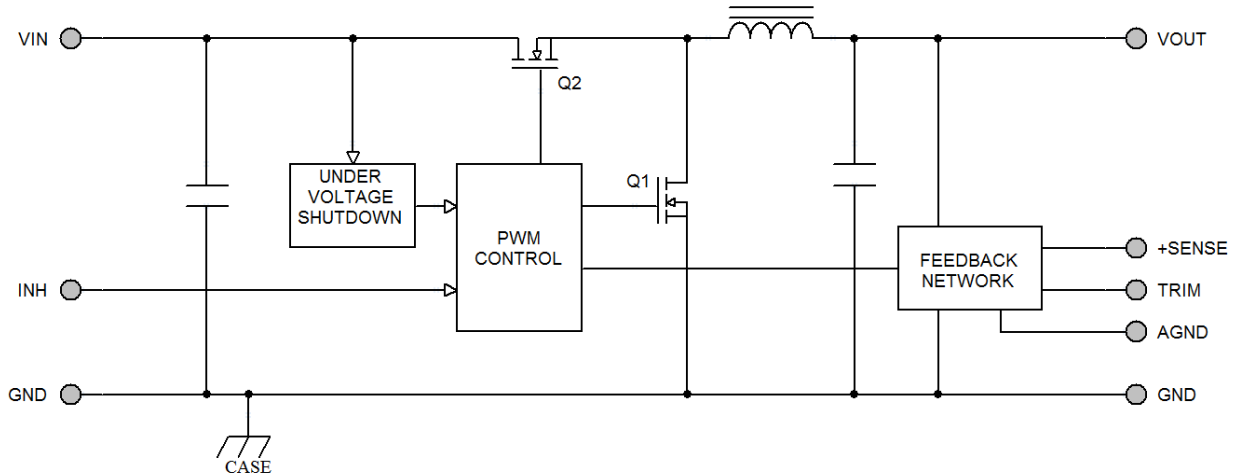 VIN
VOUT
Q2
UNDER
VOLTAGE
SHUTDOWN
Q1
PWM
CONTROL
FEEDBACK
NETWORK
+SENSE
INH
TRIM
AGND
GND
GND
CASE